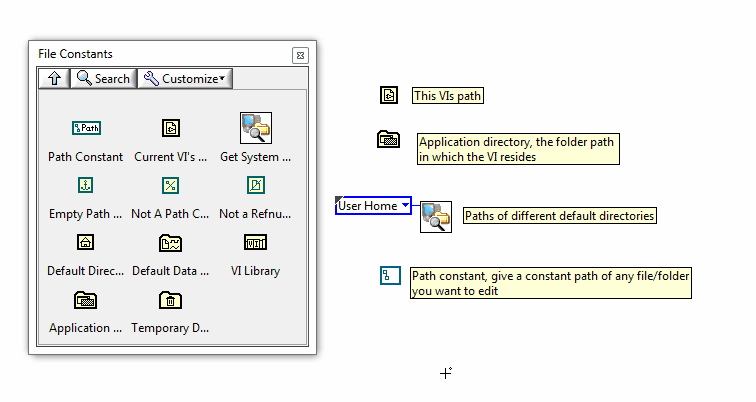 File Constants
Search
Customize
Path
Path Constant
Current VI's ...
Get System ...
Empty Path ...
Not A Path C...
Not a Refnu...
Default Direc...
Default Data ...
VI Library
Application ...
Temporary D...
This VIs path
Application directory, the folder path
in which the VI resides
User Home
Paths of different default directories
Path constant, give a constant path of any file/folder
you want to edit